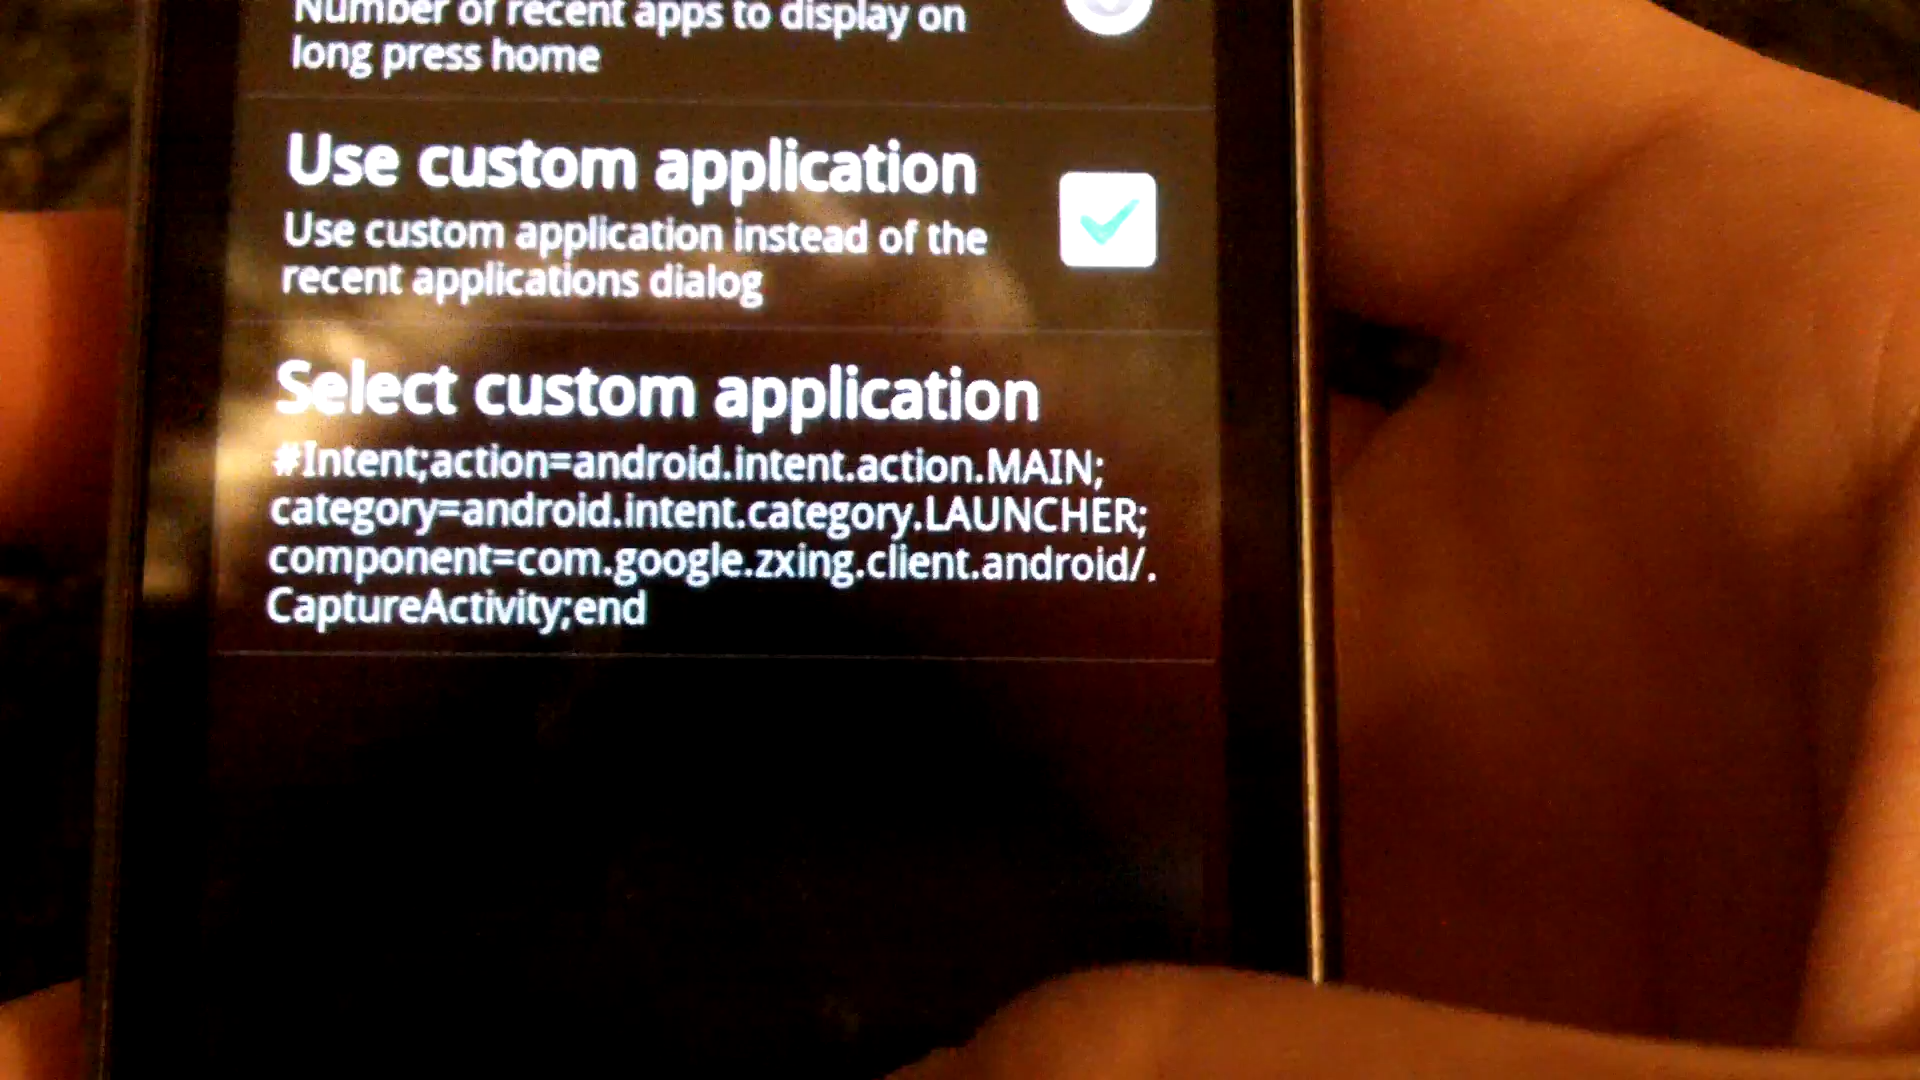 Number of recent apps to display on
long press home
Use custom application
Use custom application instead of the
recent applications dialog
Select custom application
#Intent;action=android.intent.action.MAIN;
category=android.intent.category.LAUNCHER;
component=com.google.zxing.client.android/.
CaptureActivity;end